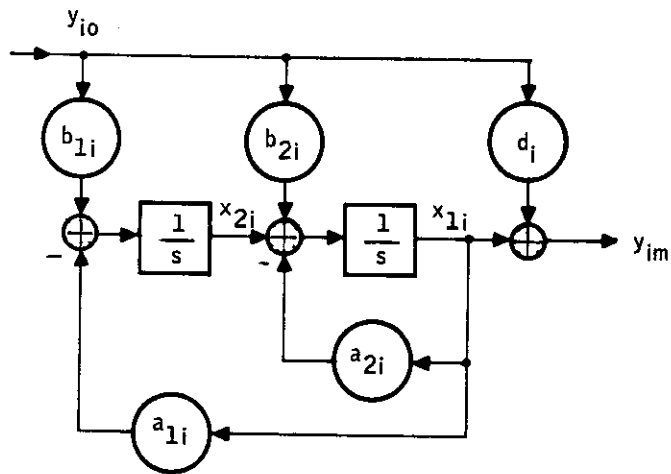 y_io
b_1i
b_2i
d_i
x_2i
x_1i
1/s
1/s
+
+
+
−
-
y_im
a_2i
a_1i